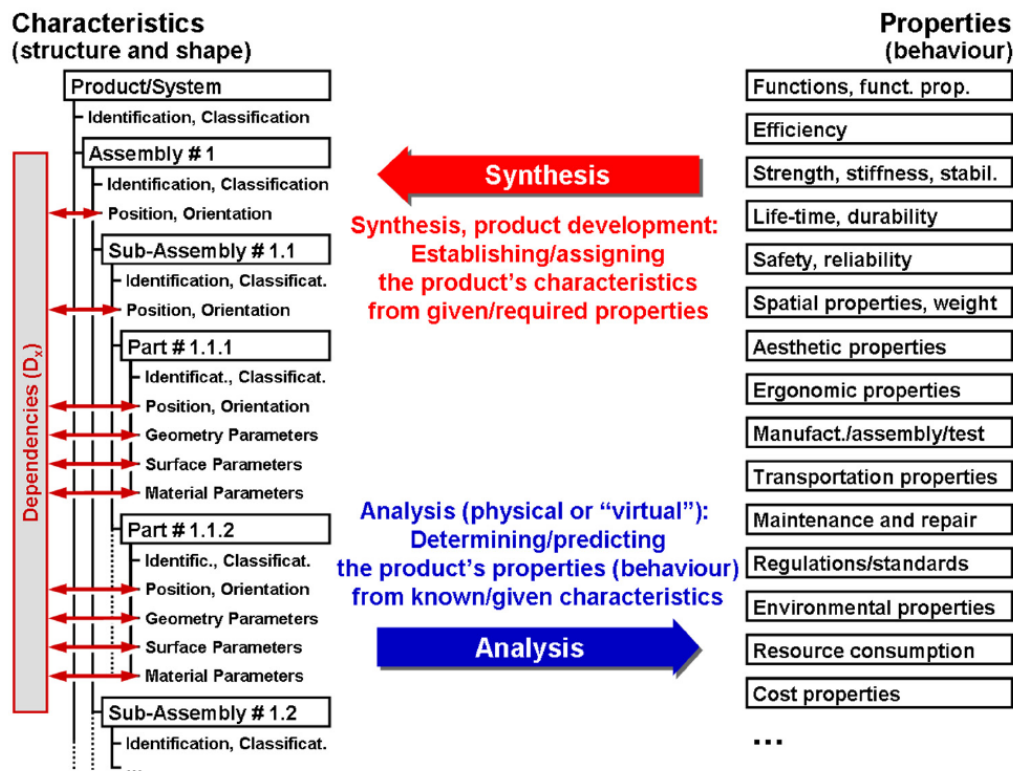 Characteristics
(structure and shape)
Product/System
Identification, Classification
Assembly # 1
Identification, Classification
Position, Orientation
Sub-Assembly # 1.1
Identification, Classificat.
Position, Orientation
Part # 1.1.1
Identificat., Classificat.
Position, Orientation
Geometry Parameters
Surface Parameters
Material Parameters
Part # 1.1.2
Identific., Classificat.
Position, Orientation
Geometry Parameters
Surface Parameters
Material Parameters
Sub-Assembly # 1.2
Identification, Classificat.
...
Dependencies (Dₓ)
Synthesis
Synthesis, product development:
Establishing/assigning
the product's characteristics
from given/required properties
Analysis (physical or “virtual”):
Determining/predicting
the product's properties (behaviour)
from known/given characteristics
Analysis
Properties
(behaviour)
Functions, funct. prop.
Efficiency
Strength, stiffness, stabil.
Life-time, durability
Safety, reliability
Spatial properties, weight
Aesthetic properties
Ergonomic properties
Manufact./assembly/test
Transportation properties
Maintenance and repair
Regulations/standards
Environmental properties
Resource consumption
Cost properties
...